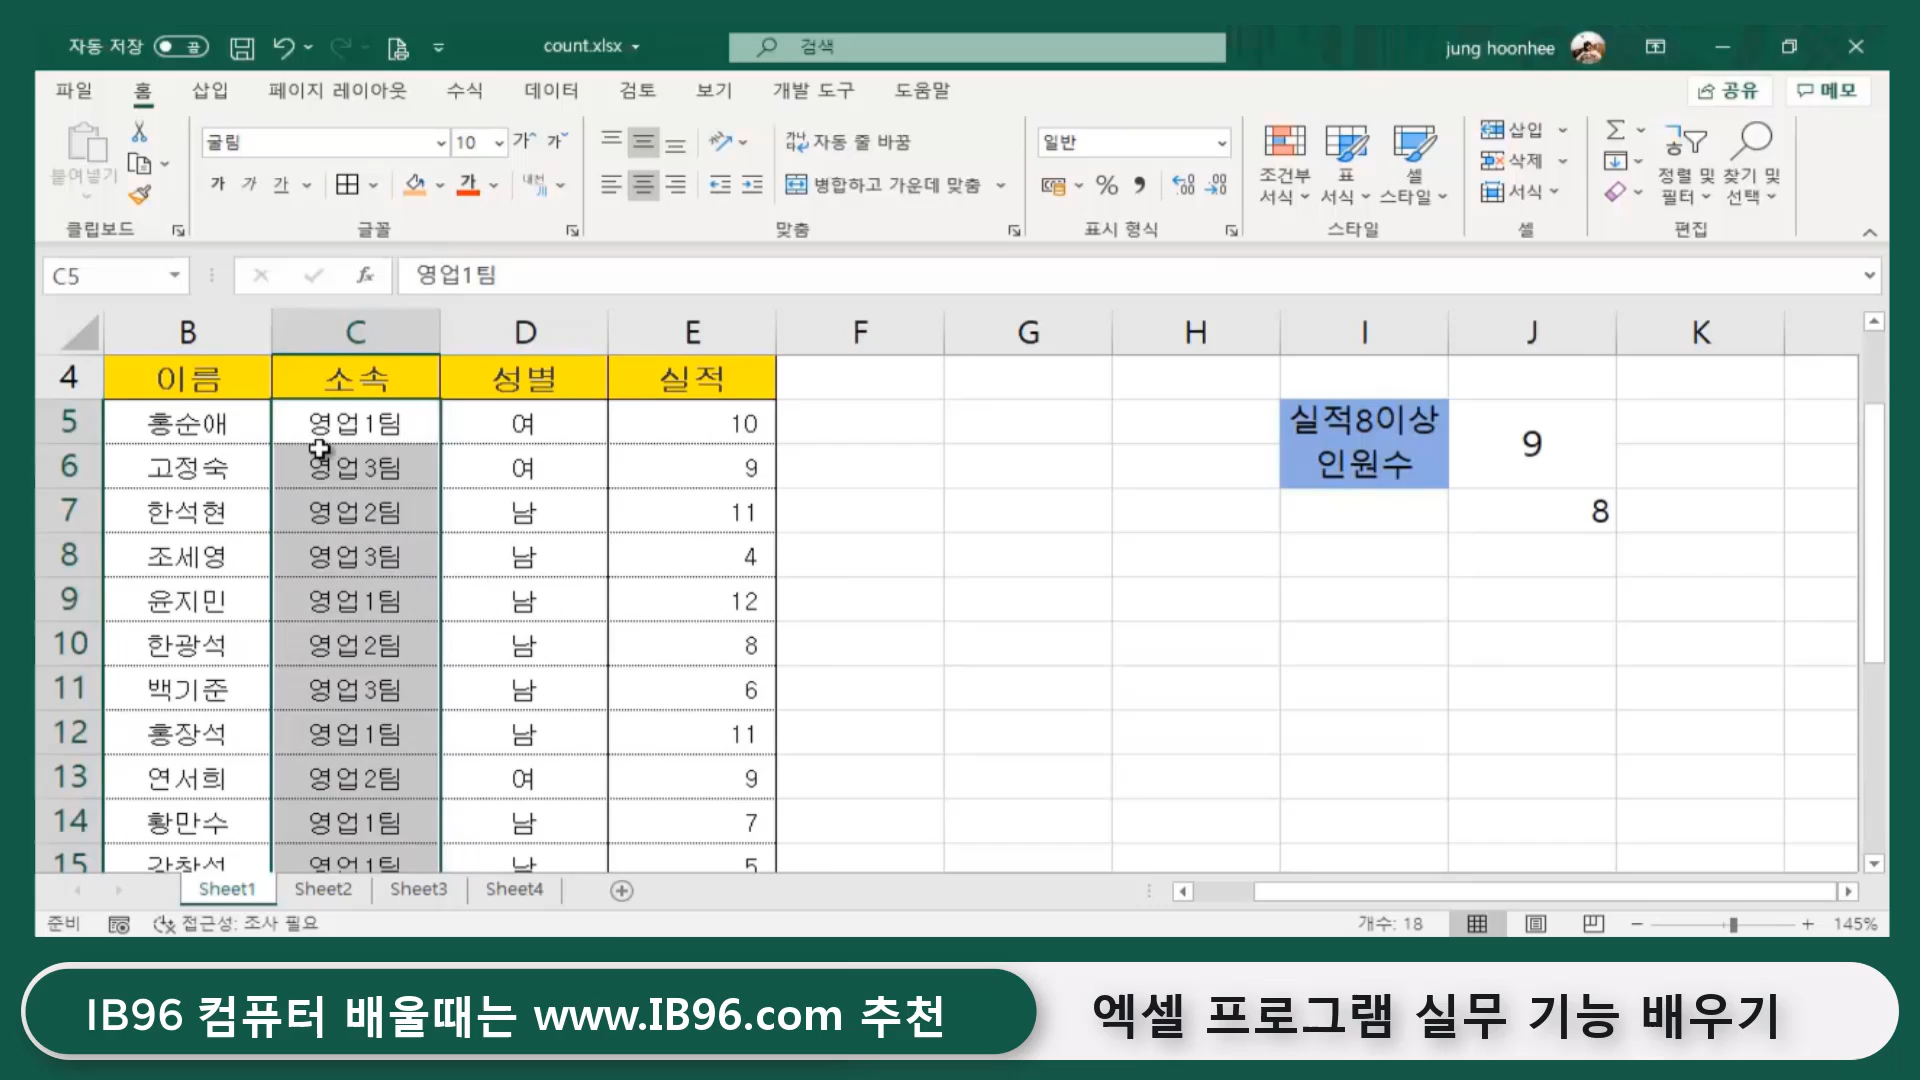 자동 저장 끔 count.xlsx 검색 jung hoonhee
파일 홈 삽입 페이지 레이아웃 수식 데이터 검토 보기 개발 도구 도움말 공유 메모
굴림 10 가 가 자동 줄 바꿈 일반 삽입
붙여넣기 가 가 가 가 병합하고 가운데 맞춤 % 조건부 서식 표 서식 셀 스타일 삭제 서식 정렬 및 필터 찾기 및 선택
클립보드 글꼴 맞춤 표시 형식 스타일 셀 편집
C5 fx 영업1팀
B C D E F G H I J K
4 이름 소속 성별 실적
5 홍순애 영업1팀 여 10 실적8이상 인원수 9
6 고정숙 영업3팀 여 9
7 한석현 영업2팀 남 11 8
8 조세영 영업3팀 남 4
9 윤지민 영업1팀 남 12
10 한광석 영업2팀 남 8
11 백기준 영업3팀 남 6
12 홍장석 영업1팀 남 11
13 연서희 영업2팀 여 9
14 황만수 영업1팀 남 7
15 영업1팀 남 5
Sheet1 Sheet2 Sheet3 Sheet4
준비 접근성: 조사 필요 개수: 18 145%
IB96 컴퓨터 배울때는 www.IB96.com 추천 엑셀 프로그램 실무 기능 배우기